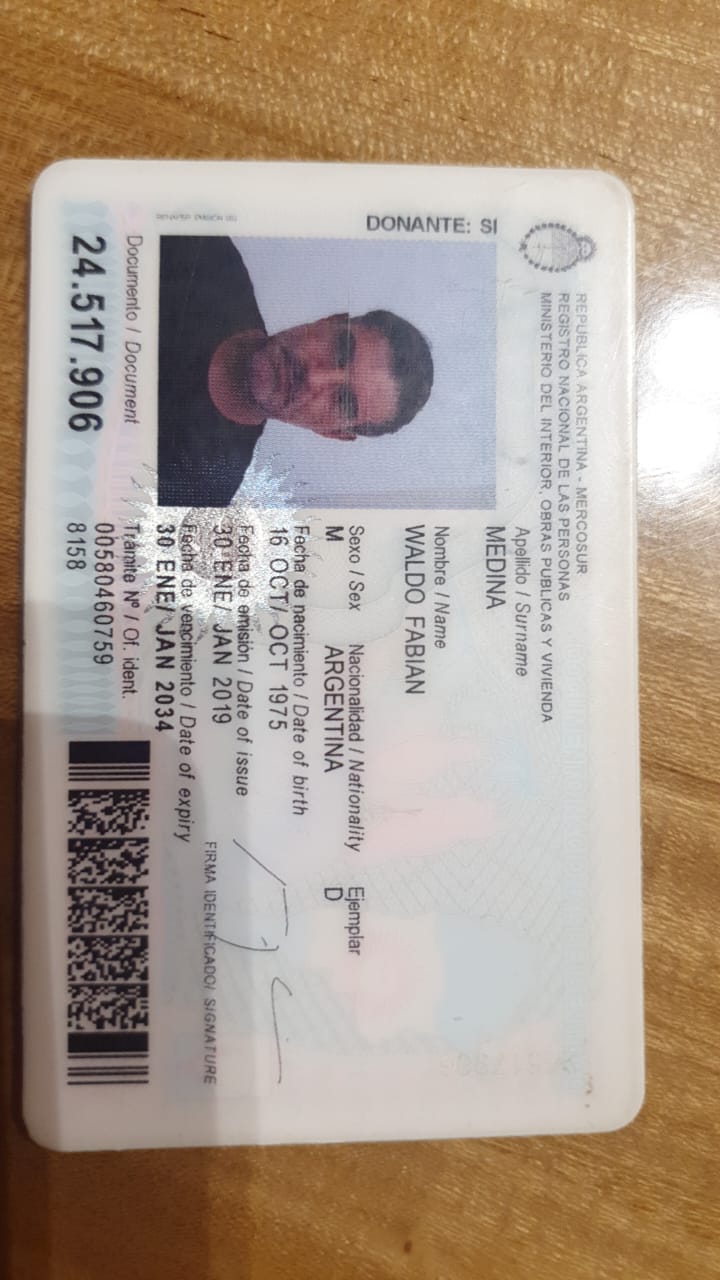 REPUBLICA ARGENTINA - MERCOSUR
REGISTRO NACIONAL DE LAS PERSONAS
MINISTERIO DEL INTERIOR, OBRAS PUBLICAS Y VIVIENDA
DONANTE: SI
Apellido / Surname
MEDINA
Nombre / Name
WALDO FABIAN
Sexo / Sex Nacionalidad / Nationality Ejemplar
M ARGENTINA D
Fecha de nacimiento / Date of birth
16 OCT/ OCT 1975
Fecha de emisión / Date of issue
30 ENE/ JAN 2019
Fecha de vencimiento / Date of expiry
30 ENE/ JAN 2034
FIRMA IDENTIFICADO/ SIGNATURE
Documento / Document
24.517.906
Trámite Nº / Of. ident.
00580460759
8158